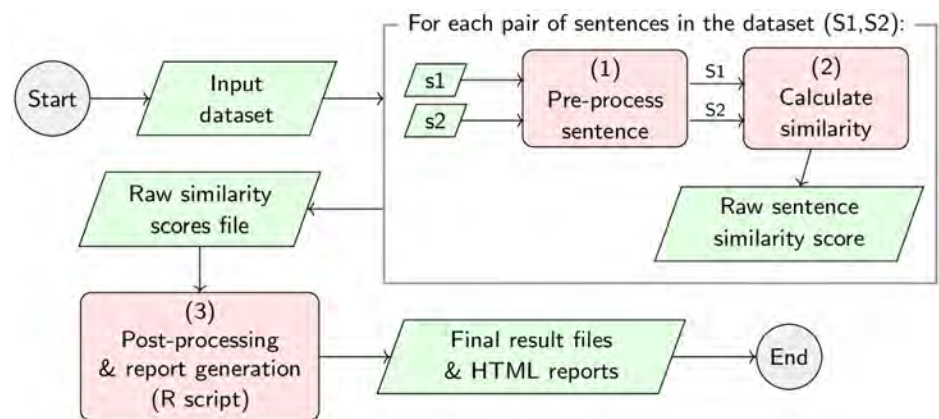 For each pair of sentences in the dataset (S1,S2):
Start
Input
dataset
s1
s2
(1)
Pre-process
sentence
S1
S2
(2)
Calculate
similarity
Raw sentence
similarity score
Raw similarity
scores file
(3)
Post-processing
& report generation
(R script)
Final result files
& HTML reports
End